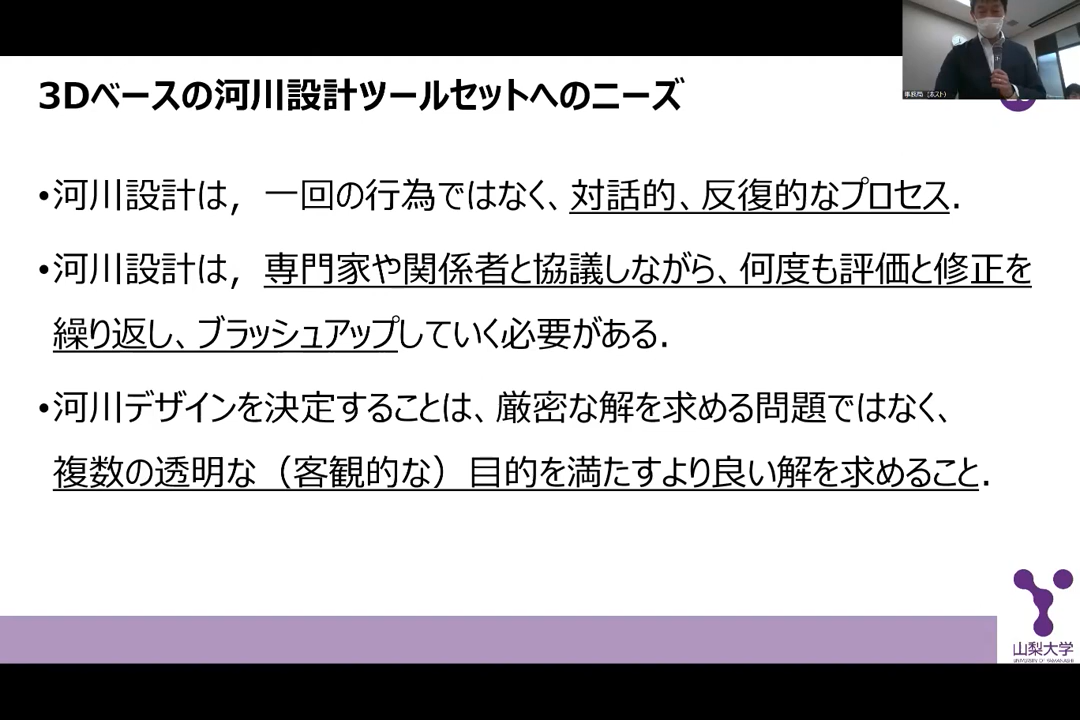 3Dベースの河川設計ツールセットへのニーズ
事務局 (ホスト)
•河川設計は，一回の行為ではなく、対話的、反復的なプロセス．
•河川設計は，専門家や関係者と協議しながら、何度も評価と修正を
繰り返し、ブラッシュアップしていく必要がある．
•河川デザインを決定することは、厳密な解を求める問題ではなく、
複数の透明な（客観的な）目的を満たすより良い解を求めること．
山梨大学
UNIVERSITY OF YAMANASHI